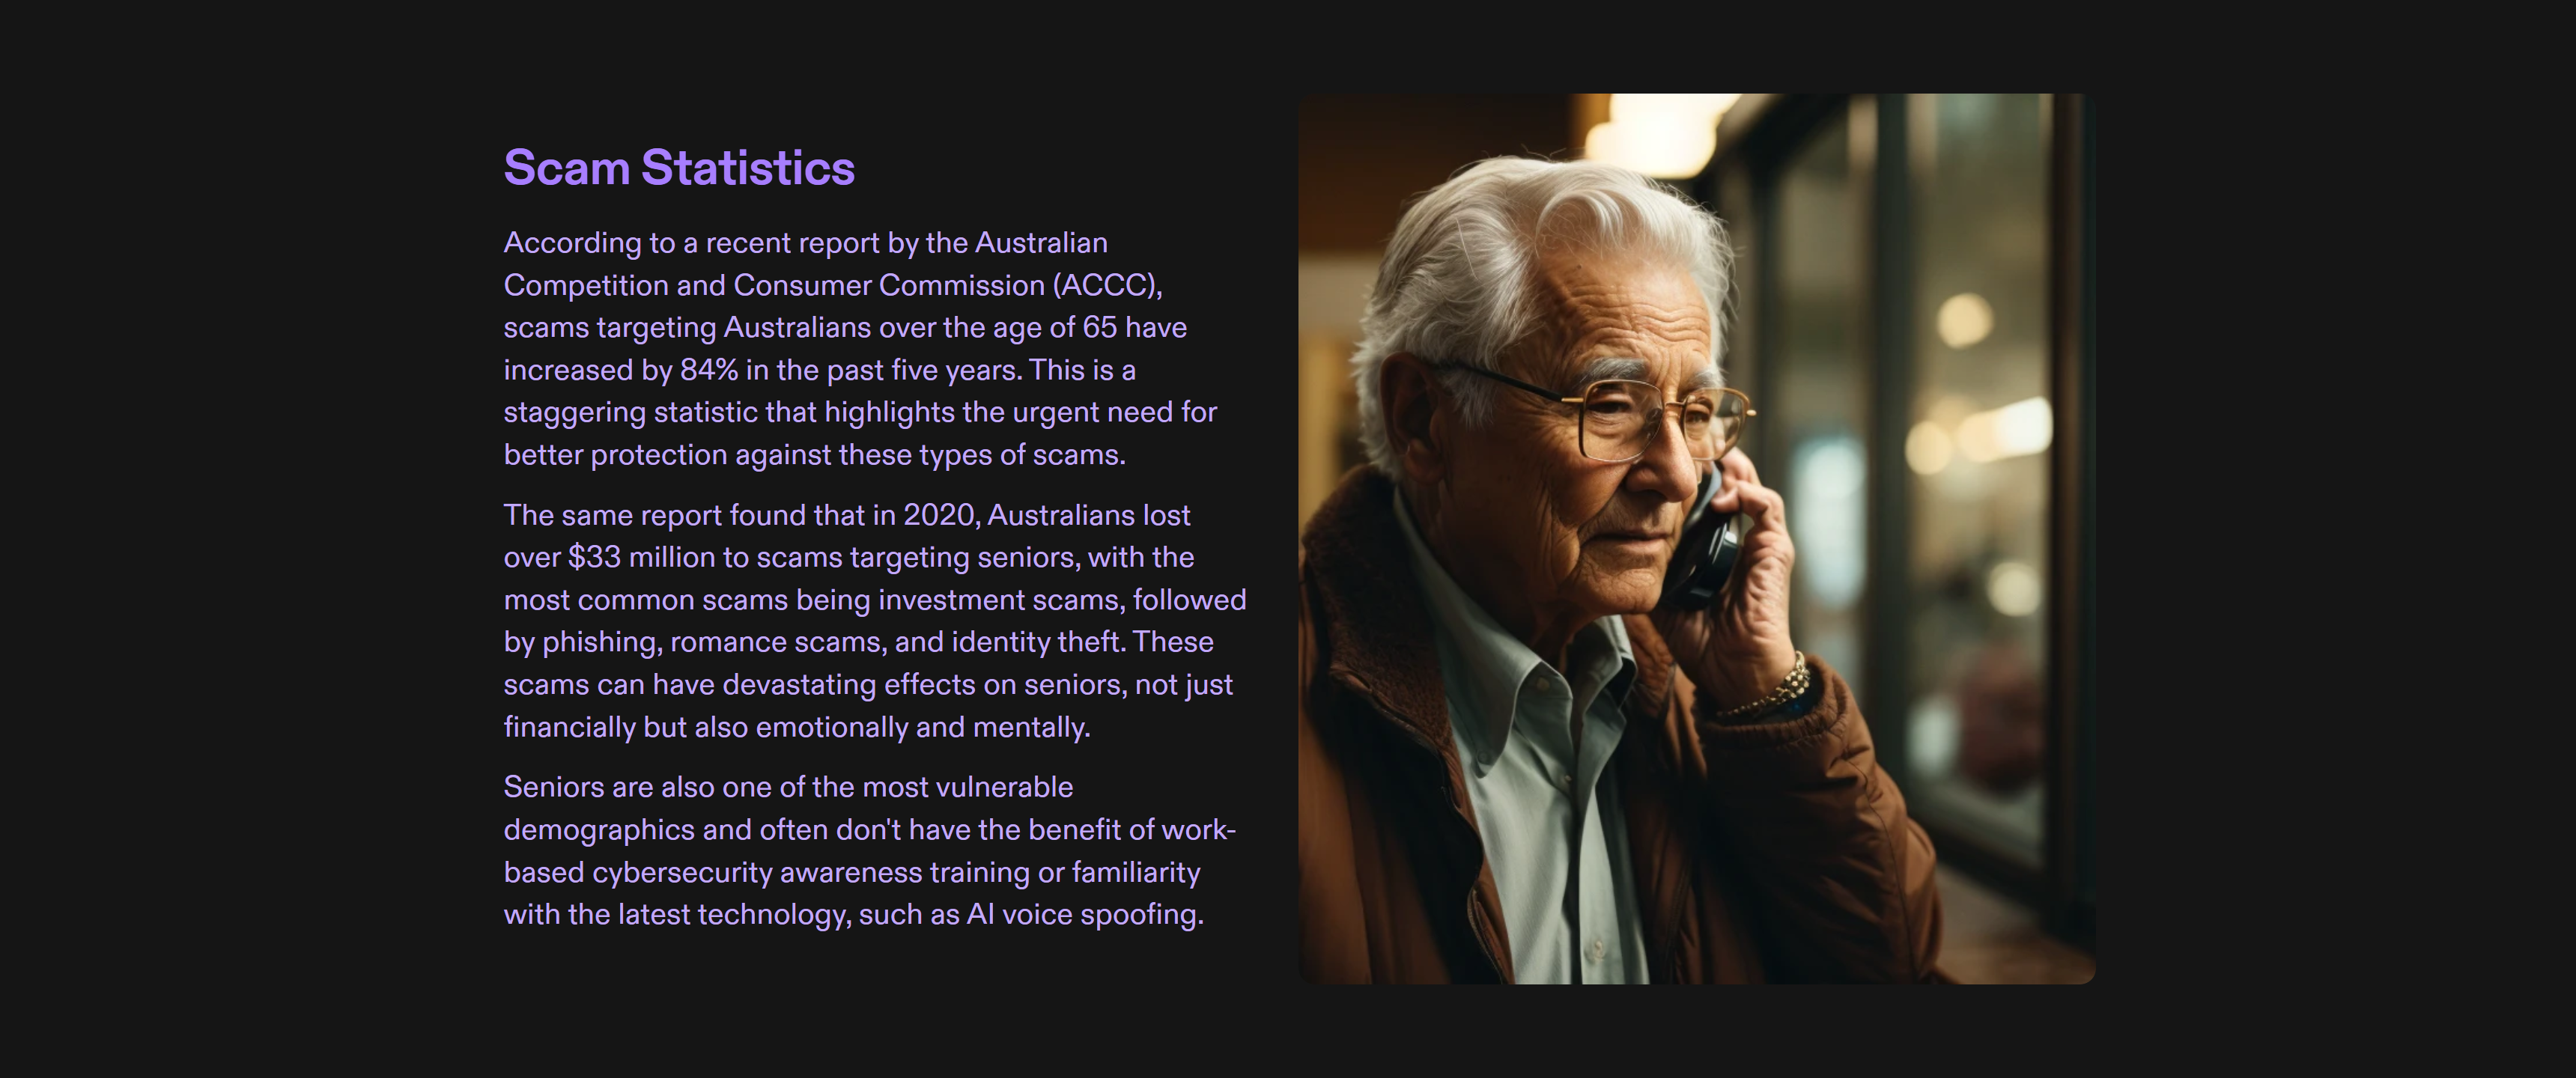 Scam Statistics
According to a recent report by the Australian
Competition and Consumer Commission (ACCC),
scams targeting Australians over the age of 65 have
increased by 84% in the past five years. This is a
staggering statistic that highlights the urgent need for
better protection against these types of scams.
The same report found that in 2020, Australians lost
over $33 million to scams targeting seniors, with the
most common scams being investment scams, followed
by phishing, romance scams, and identity theft. These
scams can have devastating effects on seniors, not just
financially but also emotionally and mentally.
Seniors are also one of the most vulnerable
demographics and often don't have the benefit of work-
based cybersecurity awareness training or familiarity
with the latest technology, such as AI voice spoofing.